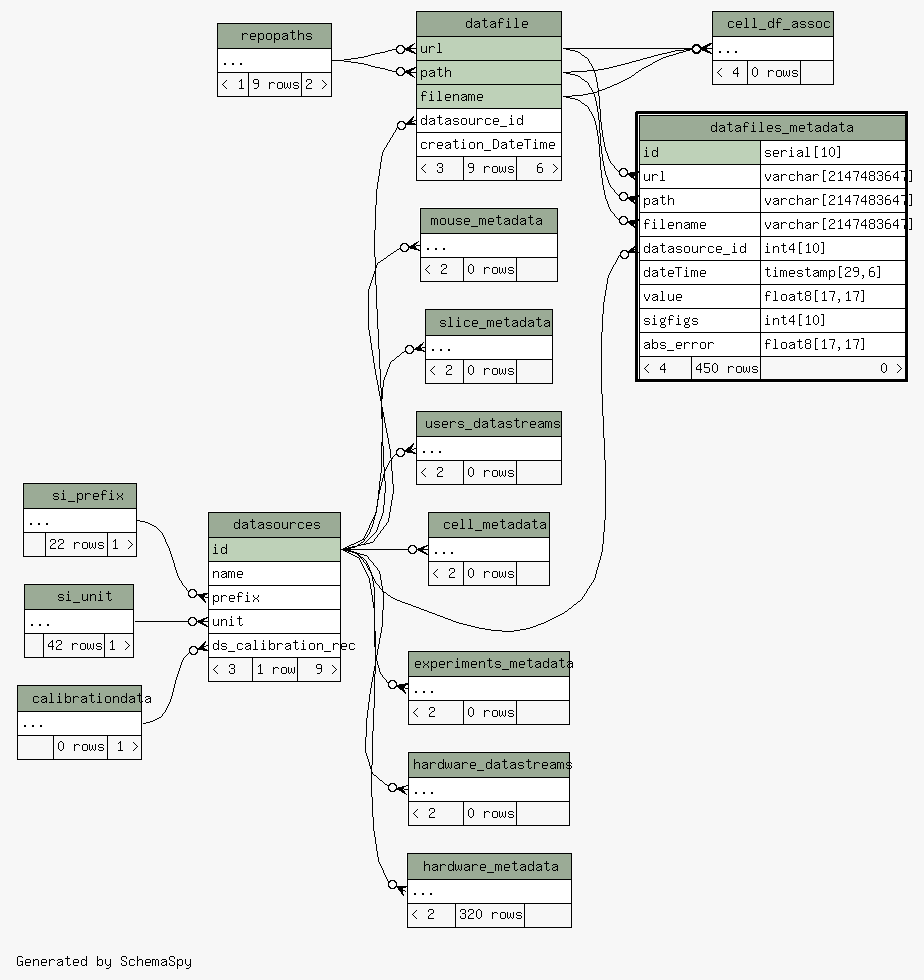 repopaths
...
< 1 9 rows 2 >
datafile
url
path
filename
datasource_id
creation_DateTime
< 3 9 rows 6 >
cell_df_assoc
...
< 4 0 rows
datafiles_metadata
id serial[10]
url varchar[2147483647]
path varchar[2147483647]
filename varchar[2147483647]
datasource_id int4[10]
dateTime timestamp[29,6]
value float8[17,17]
sigfigs int4[10]
abs_error float8[17,17]
< 4 450 rows 0 >
mouse_metadata
...
< 2 0 rows
slice_metadata
...
< 2 0 rows
users_datastreams
...
< 2 0 rows
si_prefix
...
22 rows 1 >
si_unit
...
42 rows 1 >
calibrationdata
...
0 rows 1 >
datasources
id
name
prefix
unit
ds_calibration_rec
< 3 1 row 9 >
cell_metadata
...
< 2 0 rows
experiments_metadata
...
< 2 0 rows
hardware_datastreams
...
< 2 0 rows
hardware_metadata
...
< 2 320 rows
Generated by SchemaSpy